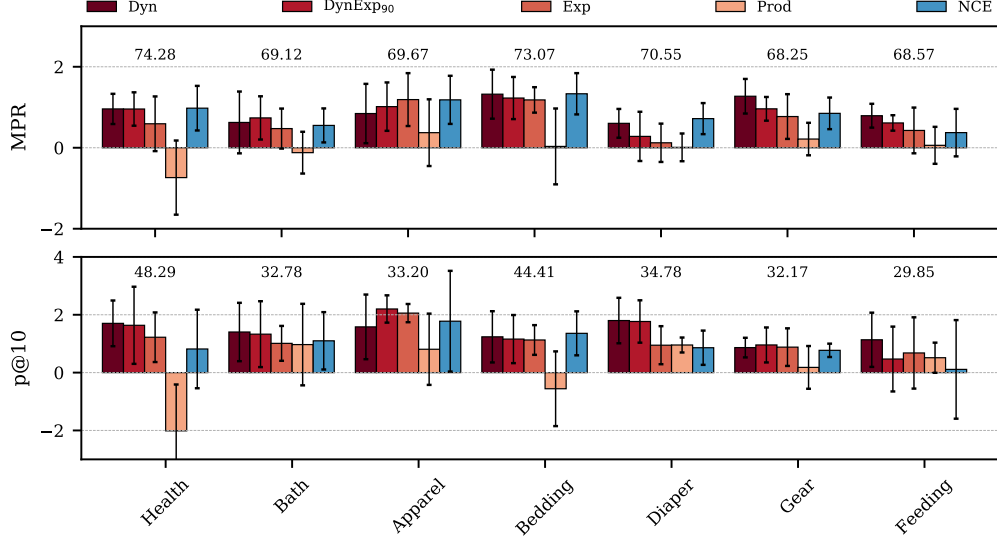 Dyn DynExp90 Exp Prod NCE
MPR
2
0
−2
74.28 69.12 69.67 73.07 70.55 68.25 68.57
p@10
4
2
0
−2
48.29 32.78 33.20 44.41 34.78 32.17 29.85
Health Bath Apparel Bedding Diaper Gear Feeding